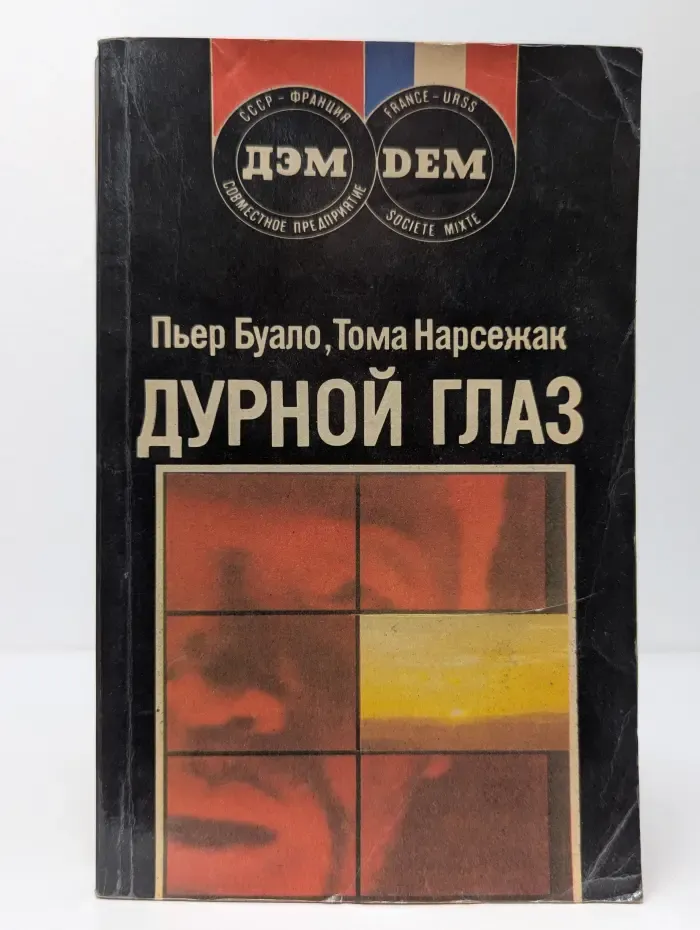 СССР - ФРАНЦИЯ
ДЭМ
СОВМЕСТНОЕ ПРЕДПРИЯТИЕ
FRANCE - URSS
DEM
SOCIETE MIXTE
Пьер Буало, Тома Нарсежак
ДУРНОЙ ГЛАЗ